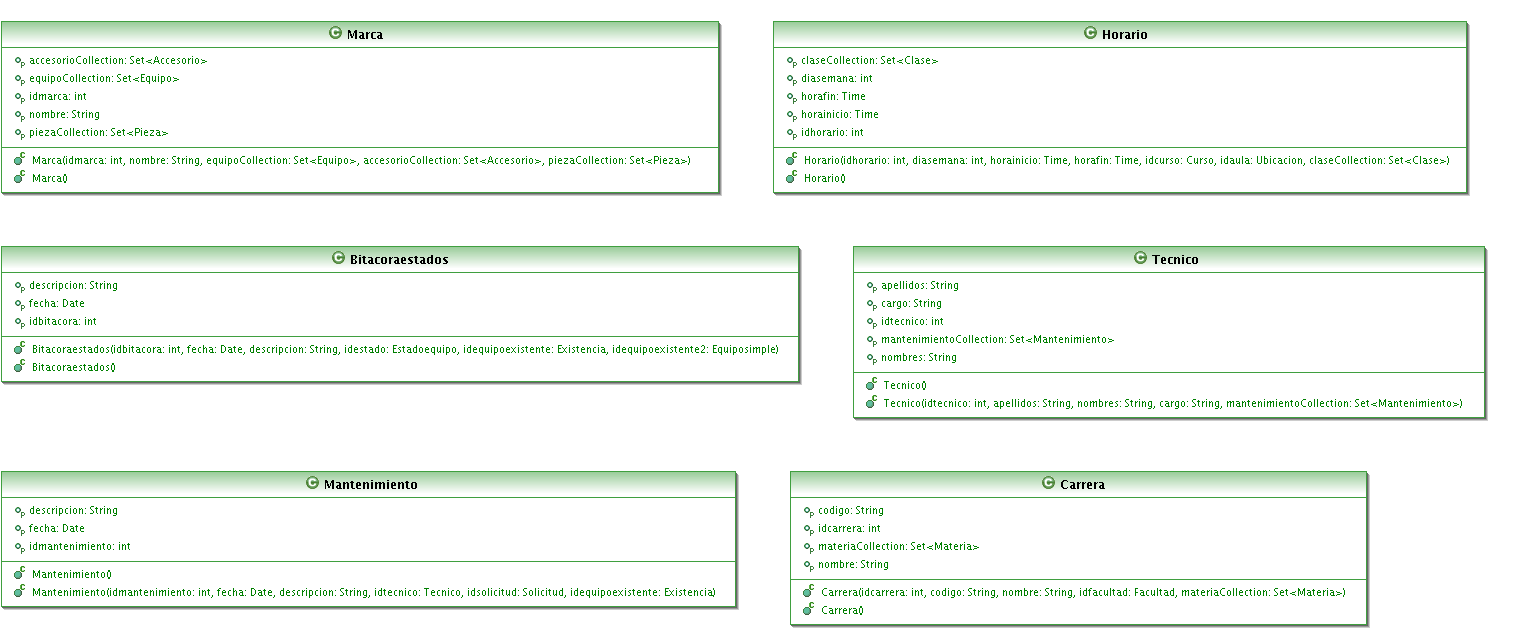 Marca
accesorioCollection: Set<Accesorio>
equipoCollection: Set<Equipo>
idmarca: int
nombre: String
piezaCollection: Set<Pieza>
Marca(idmarca: int, nombre: String, equipoCollection: Set<Equipo>, accesorioCollection: Set<Accesorio>, piezaCollection: Set<Pieza>)
Marca()
Horario
claseCollection: Set<Clase>
diasemana: int
horafin: Time
horainicio: Time
idhorario: int
Horario(idhorario: int, diasemana: int, horainicio: Time, horafin: Time, idcurso: Curso, idaula: Ubicacion, claseCollection: Set<Clase>)
Horario()
Bitacoraestados
descripcion: String
fecha: Date
idbitacora: int
Bitacoraestados(idbitacora: int, fecha: Date, descripcion: String, idestado: Estadoequipo, idequipoexistente: Existencia, idequipoexistente2: Equiposimple)
Bitacoraestados()
Tecnico
apellidos: String
cargo: String
idtecnico: int
mantenimientoCollection: Set<Mantenimiento>
nombres: String
Tecnico()
Tecnico(idtecnico: int, apellidos: String, nombres: String, cargo: String, mantenimientoCollection: Set<Mantenimiento>)
Mantenimiento
descripcion: String
fecha: Date
idmantenimiento: int
Mantenimiento()
Mantenimiento(idmantenimiento: int, fecha: Date, descripcion: String, idtecnico: Tecnico, idsolicitud: Solicitud, idequipoexistente: Existencia)
Carrera
codigo: String
idcarrera: int
materiaCollection: Set<Materia>
nombre: String
Carrera(idcarrera: int, codigo: String, nombre: String, idfacultad: Facultad, materiaCollection: Set<Materia>)
Carrera()